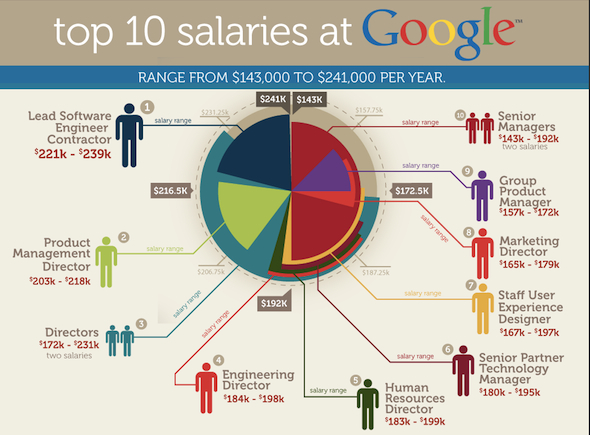 top 10 salaries at Google™
RANGE FROM $143,000 TO $241,000 PER YEAR.
$241K
$143K
$231.25k
$157.75k
$216.5K
$172.5K
$206.75k
$187.25k
$192K
1
Lead Software
Engineer
Contractor
$221k - $239k
salary range
2
Product
Management
Director
$203k - $218k
salary range
3
Directors
$172k - $231k
two salaries
salary range
4
Engineering
Director
$184k - $198k
salary range
5
Human
Resources
Director
$183k - $199k
salary range
6
Senior Partner
Technology
Manager
$180k - $195k
salary range
7
Staff User
Experience
Designer
$167k - $197k
salary range
8
Marketing
Director
$165k - $179k
salary range
9
Group
Product
Manager
$157k - $172k
salary range
10
Senior
Managers
$143k - $192k
two salaries
salary range